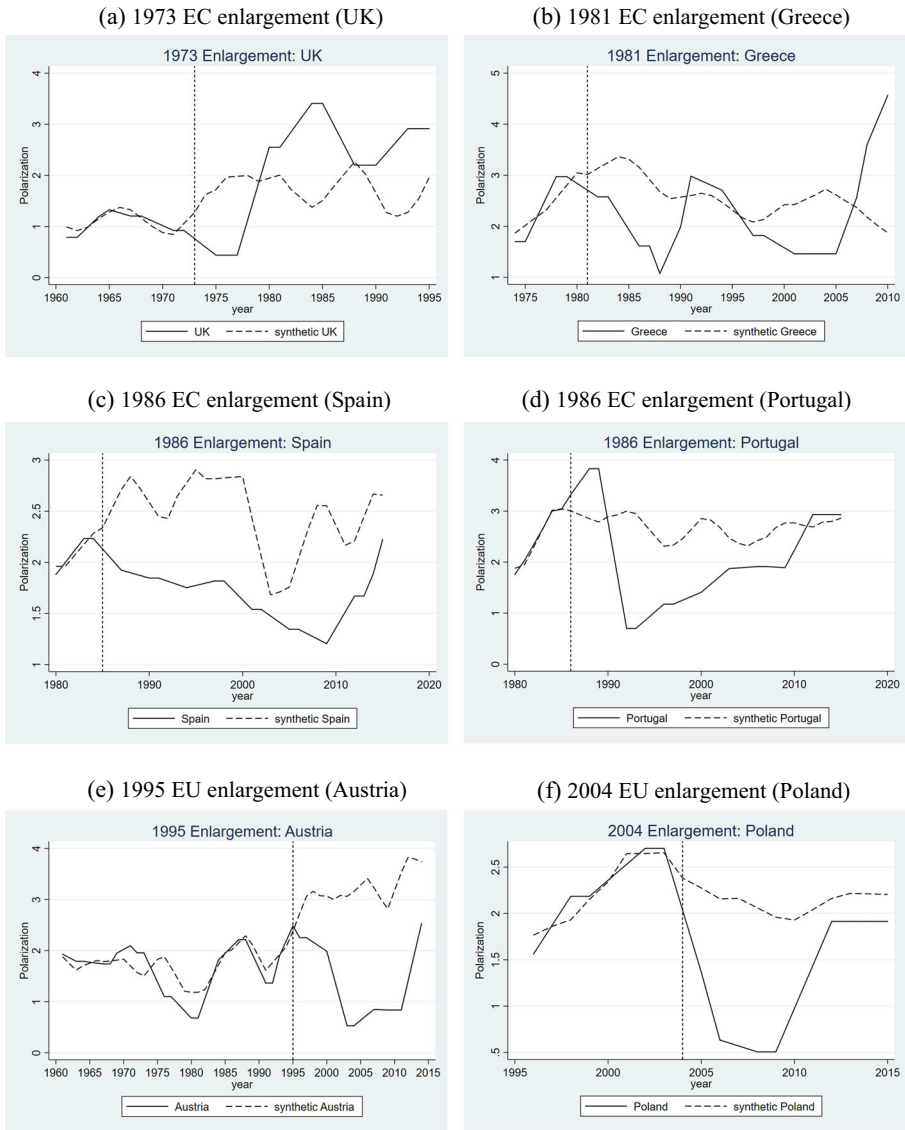 (a) 1973 EC enlargement (UK)
1973 Enlargement: UK
Polarization
4
3
2
1
0
1960 1965 1970 1975 1980 1985 1990 1995
year
UK synthetic UK
(b) 1981 EC enlargement (Greece)
1981 Enlargement: Greece
Polarization
5
4
3
2
1
1975 1980 1985 1990 1995 2000 2005 2010
year
Greece synthetic Greece
(c) 1986 EC enlargement (Spain)
1986 Enlargement: Spain
Polarization
3
2.5
2
1.5
1
1980 1990 2000 2010 2020
year
Spain synthetic Spain
(d) 1986 EC enlargement (Portugal)
1986 Enlargement: Portugal
Polarization
4
3
2
1
0
1980 1990 2000 2010 2020
year
Portugal synthetic Portugal
(e) 1995 EU enlargement (Austria)
1995 Enlargement: Austria
Polarization
4
3
2
1
0
1960 1965 1970 1975 1980 1985 1990 1995 2000 2005 2010 2015
year
Austria synthetic Austria
(f) 2004 EU enlargement (Poland)
2004 Enlargement: Poland
Polarization
2.5
2
1.5
1
.5
1995 2000 2005 2010 2015
year
Poland synthetic Poland